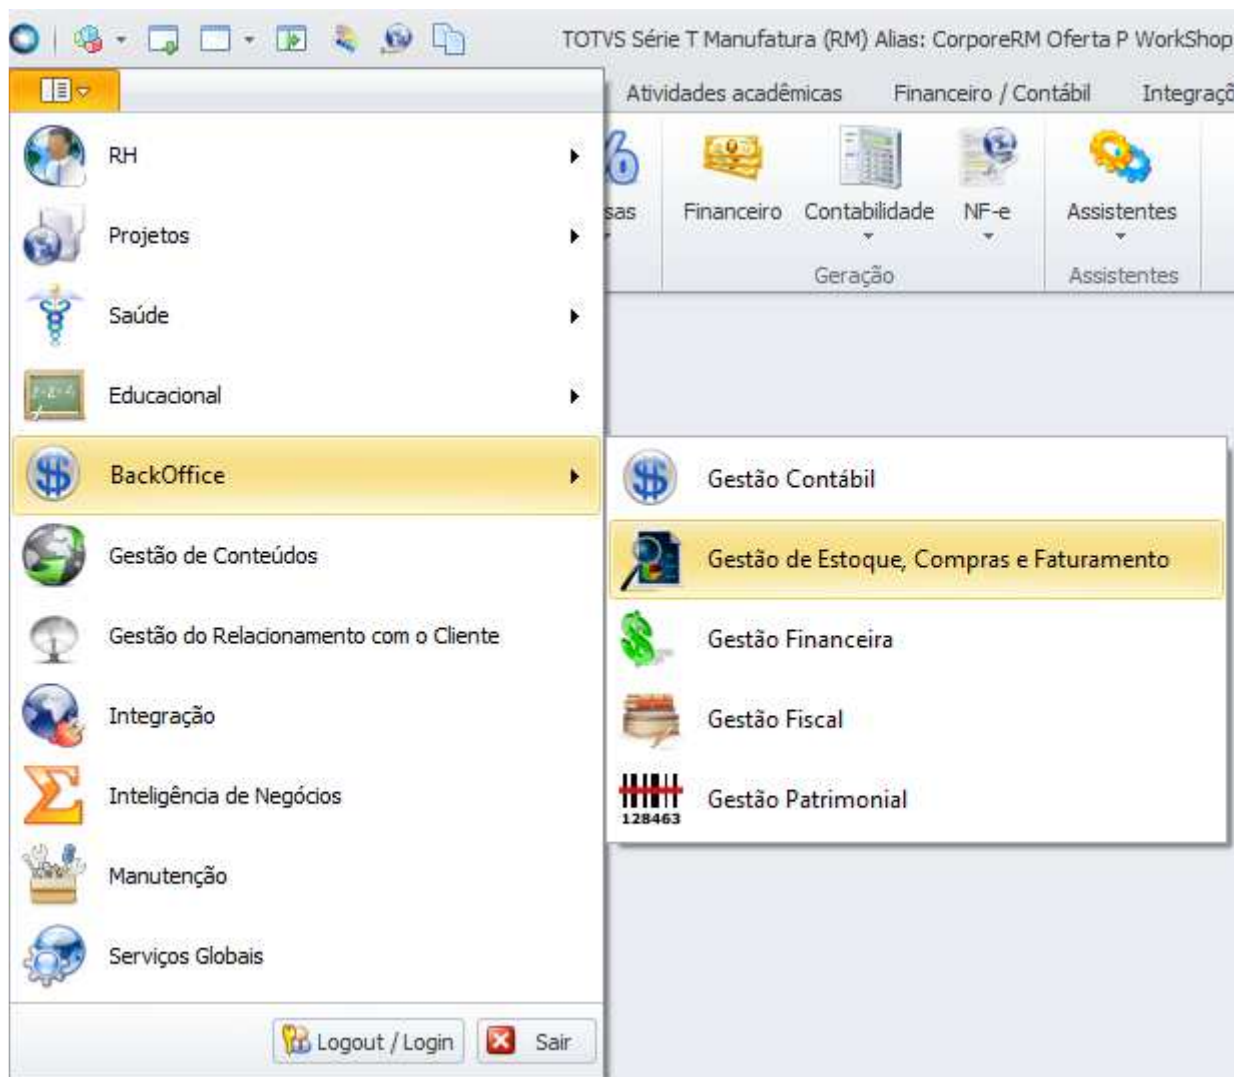 TOTVS Série T Manufatura (RM) Alias: CorporeRM Oferta P WorkShop
Atividades acadêmicas Financeiro / Contábil Integraçõ
RH
Projetos
Saúde
Educacional
BackOffice
Gestão de Conteúdos
Gestão do Relacionamento com o Cliente
Integração
Inteligência de Negócios
Manutenção
Serviços Globais
Logout / Login Sair
% 
sas Financeiro Contabilidade NF-e Assistentes
Geração Assistentes
Gestão Contábil
Gestão de Estoque, Compras e Faturamento
Gestão Financeira
Gestão Fiscal
Gestão Patrimonial
128463